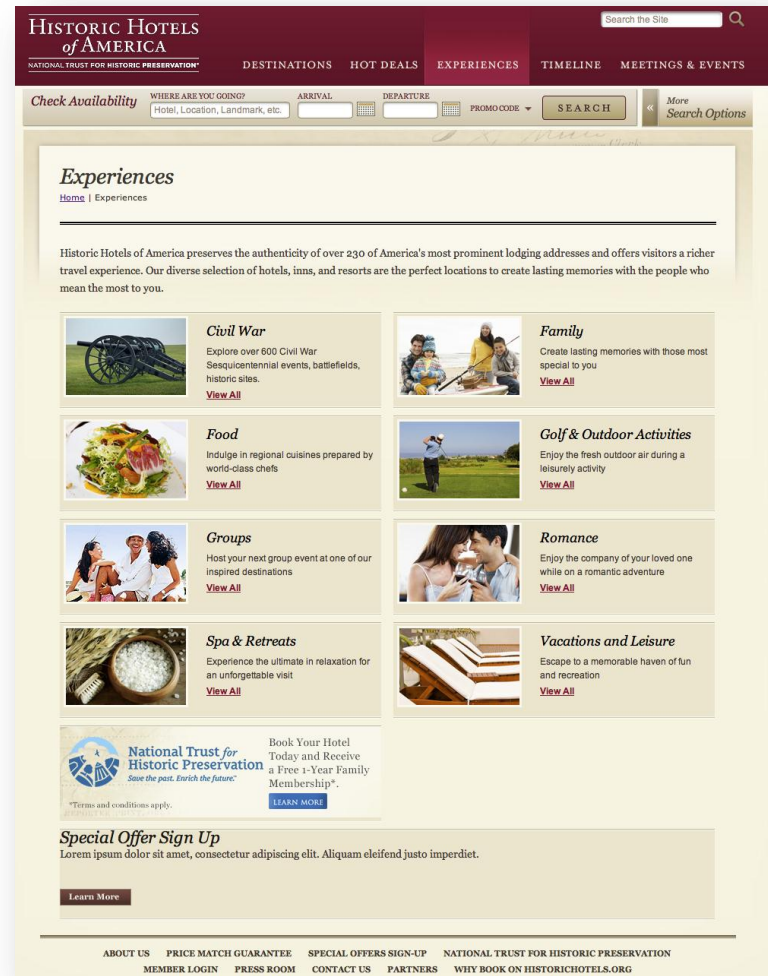 HISTORIC HOTELS
of AMERICA
NATIONAL TRUST FOR HISTORIC PRESERVATION
Search the Site
DESTINATIONS HOT DEALS EXPERIENCES TIMELINE MEETINGS & EVENTS
Check Availability
WHERE ARE YOU GOING?
Hotel, Location, Landmark, etc.
ARRIVAL
DEPARTURE
PROMO CODE
SEARCH
«
More
Search Options
Experiences
Home | Experiences
Historic Hotels of America preserves the authenticity of over 230 of America's most prominent lodging addresses and offers visitors a richer
travel experience. Our diverse selection of hotels, inns, and resorts are the perfect locations to create lasting memories with the people who
mean the most to you.
Civil War
Explore over 600 Civil War
Sesquicentennial events, battlefields,
historic sites.
View All
Family
Create lasting memories with those most
special to you
View All
Food
Indulge in regional cuisines prepared by
world-class chefs
View All
Golf & Outdoor Activities
Enjoy the fresh outdoor air during a
leisurely activity
View All
Groups
Host your next group event at one of our
inspired destinations
View All
Romance
Enjoy the company of your loved one
while on a romantic adventure
View All
Spa & Retreats
Experience the ultimate in relaxation for
an unforgettable visit
View All
Vacations and Leisure
Escape to a memorable haven of fun
and recreation
View All
National Trust for
Historic Preservation
Save the past. Enrich the future.
*Terms and conditions apply.
Book Your Hotel
Today and Receive
a Free 1-Year Family
Membership*.
LEARN MORE
Special Offer Sign Up
Lorem ipsum dolor sit amet, consectetur adipiscing elit. Aliquam eleifend justo imperdiet.
Learn More
ABOUT US PRICE MATCH GUARANTEE SPECIAL OFFERS SIGN-UP NATIONAL TRUST FOR HISTORIC PRESERVATION
MEMBER LOGIN PRESS ROOM CONTACT US PARTNERS WHY BOOK ON HISTORICHOTELS.ORG